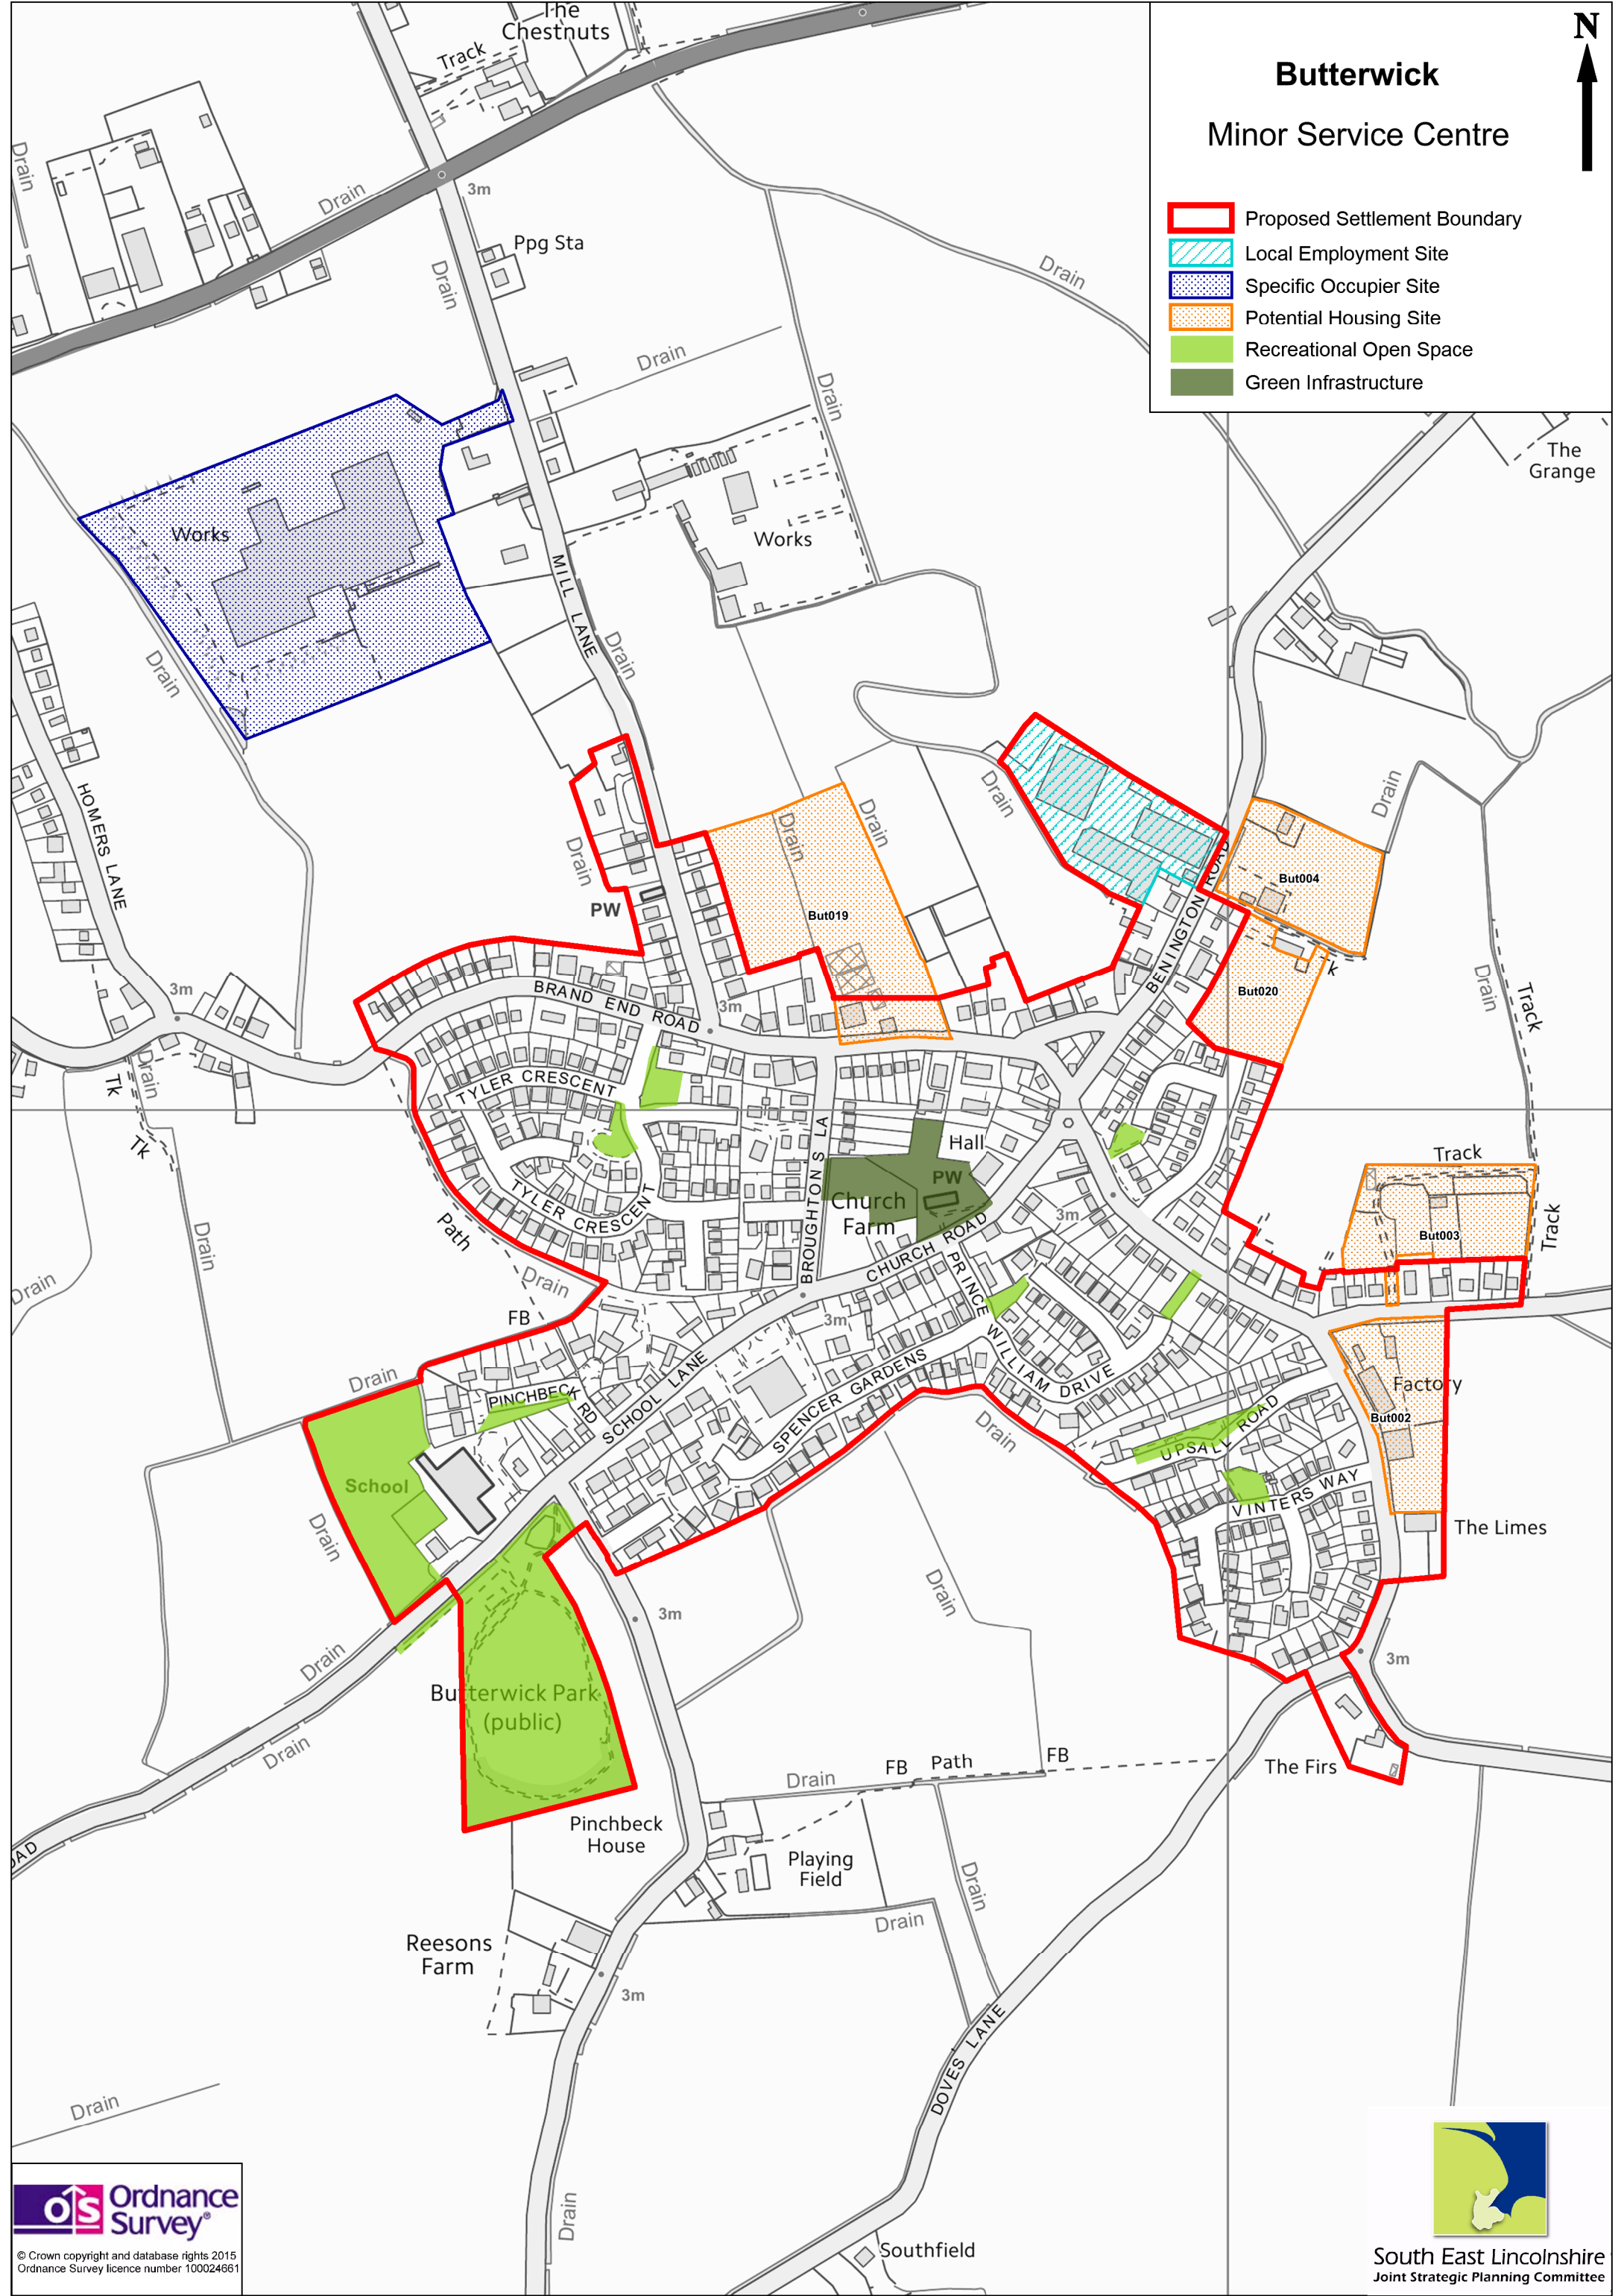 The
Chestnuts
Track
Drain
Drain
3m
Ppg Sta
Drain
Drain
Drain
Drain
N
Butterwick
Minor Service Centre
Proposed Settlement Boundary
Local Employment Site
Specific Occupier Site
Potential Housing Site
Recreational Open Space
Green Infrastructure
The
Grange
Works
Works
MILL LANE
Drain
Drain
HOMERS LANE
Drain
PW
Drain
Drain
But019
Drain
BENINGTON ROAD
But004
Tk
But020
Drain
Drain
Track
3m
BRAND END ROAD
3m
Tk
Drain
Tk
TYLER CRESCENT
TYLER CRESCENT
Path
Drain
Drain
Drain
FB
BROUGHTONS LA
Hall
PW
Church
Farm
CHURCH ROAD
3m
PRINCE WILLIAM DRIVE
3m
Track
Track
But003
Drain
PINCHBECK RD
SCHOOL LANE
SPENCER GARDENS
Drain
UPSALL ROAD
VINTERS WAY
Factory
But002
The Limes
School
Drain
Drain
3m
Drain
3m
Butterwick Park
(public)
Drain
Drain
FB
Path
FB
The Firs
Pinchbeck
House
Playing
Field
Drain
Drain
OAD
Reesons
Farm
3m
DOVES LANE
Drain
Drain
Southfield
os Ordnance
Survey®
© Crown copyright and database rights 2015
Ordnance Survey licence number 100024661
South East Lincolnshire
Joint Strategic Planning Committee